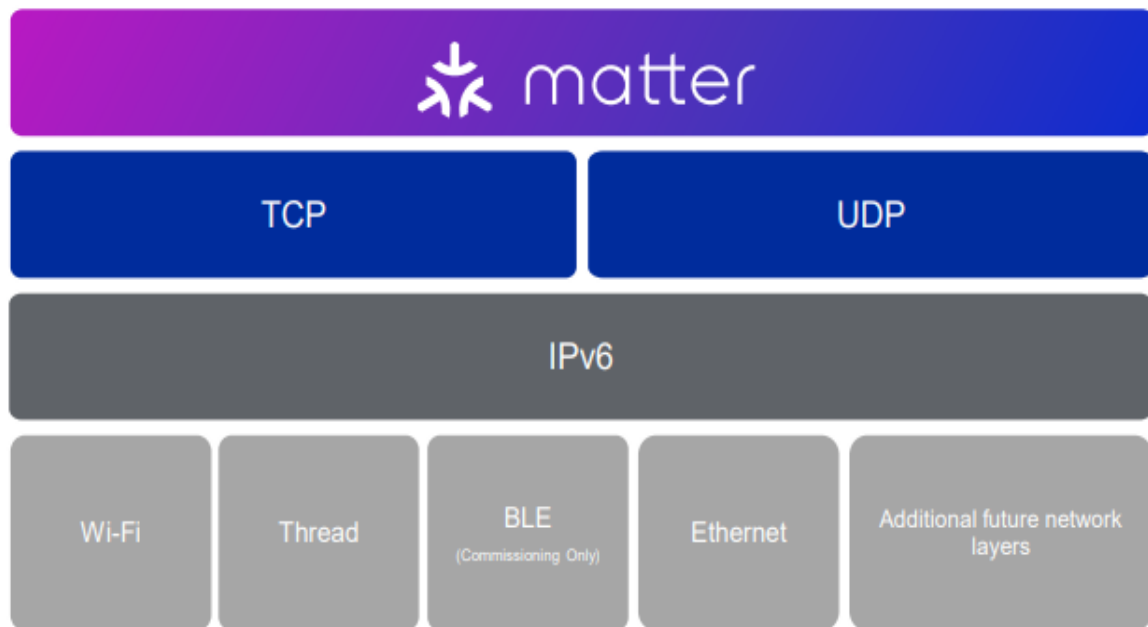 matter
TCP
UDP
IPv6
Wi-Fi
Thread
BLE
(Commissioning Only)
Ethernet
Additional future network
layers